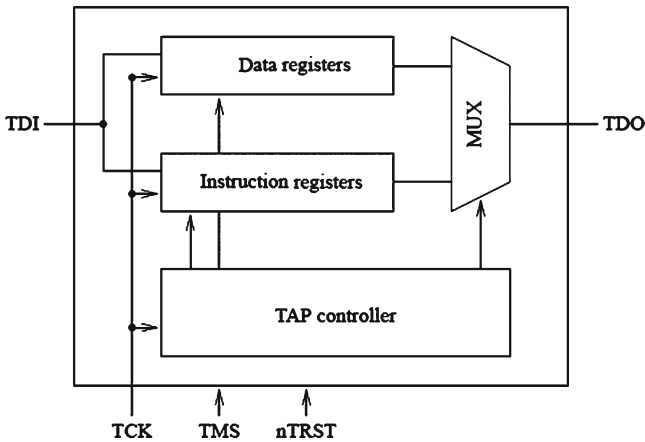 Data registers
MUX
TDI
TDO
Instruction registers
TAP controller
TCK
TMS
nTRST